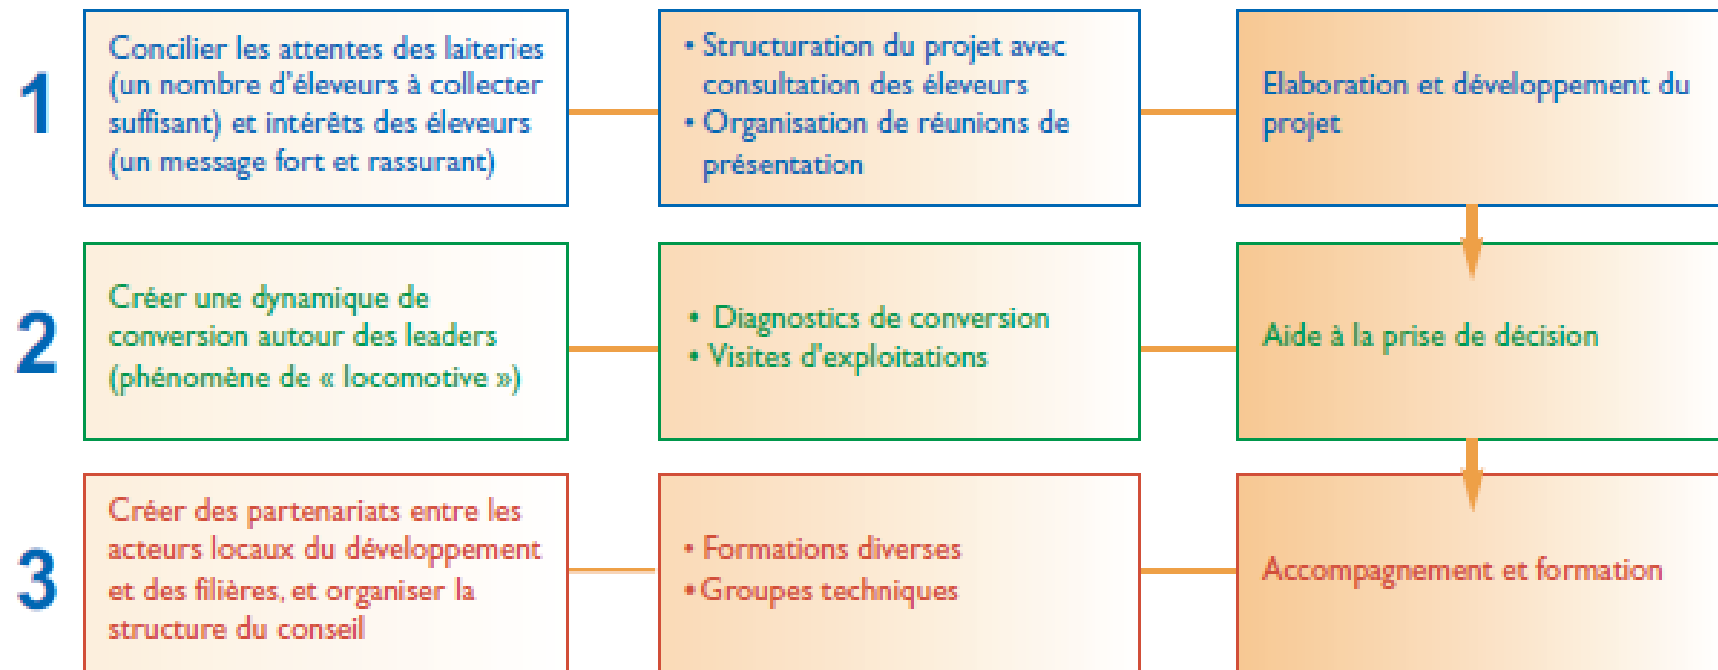 1
Concilier les attentes des laiteries
(un nombre d'éleveurs à collecter
suffisant) et intérêts des éleveurs
(un message fort et rassurant)
• Structuration du projet avec
consultation des éleveurs
• Organisation de réunions de
présentation
Elaboration et développement du
projet
2
Créer une dynamique de
conversion autour des leaders
(phénomène de « locomotive »)
• Diagnostics de conversion
• Visites d'exploitations
Aide à la prise de décision
3
Créer des partenariats entre les
acteurs locaux du développement
et des filières, et organiser la
structure du conseil
• Formations diverses
• Groupes techniques
Accompagnement et formation